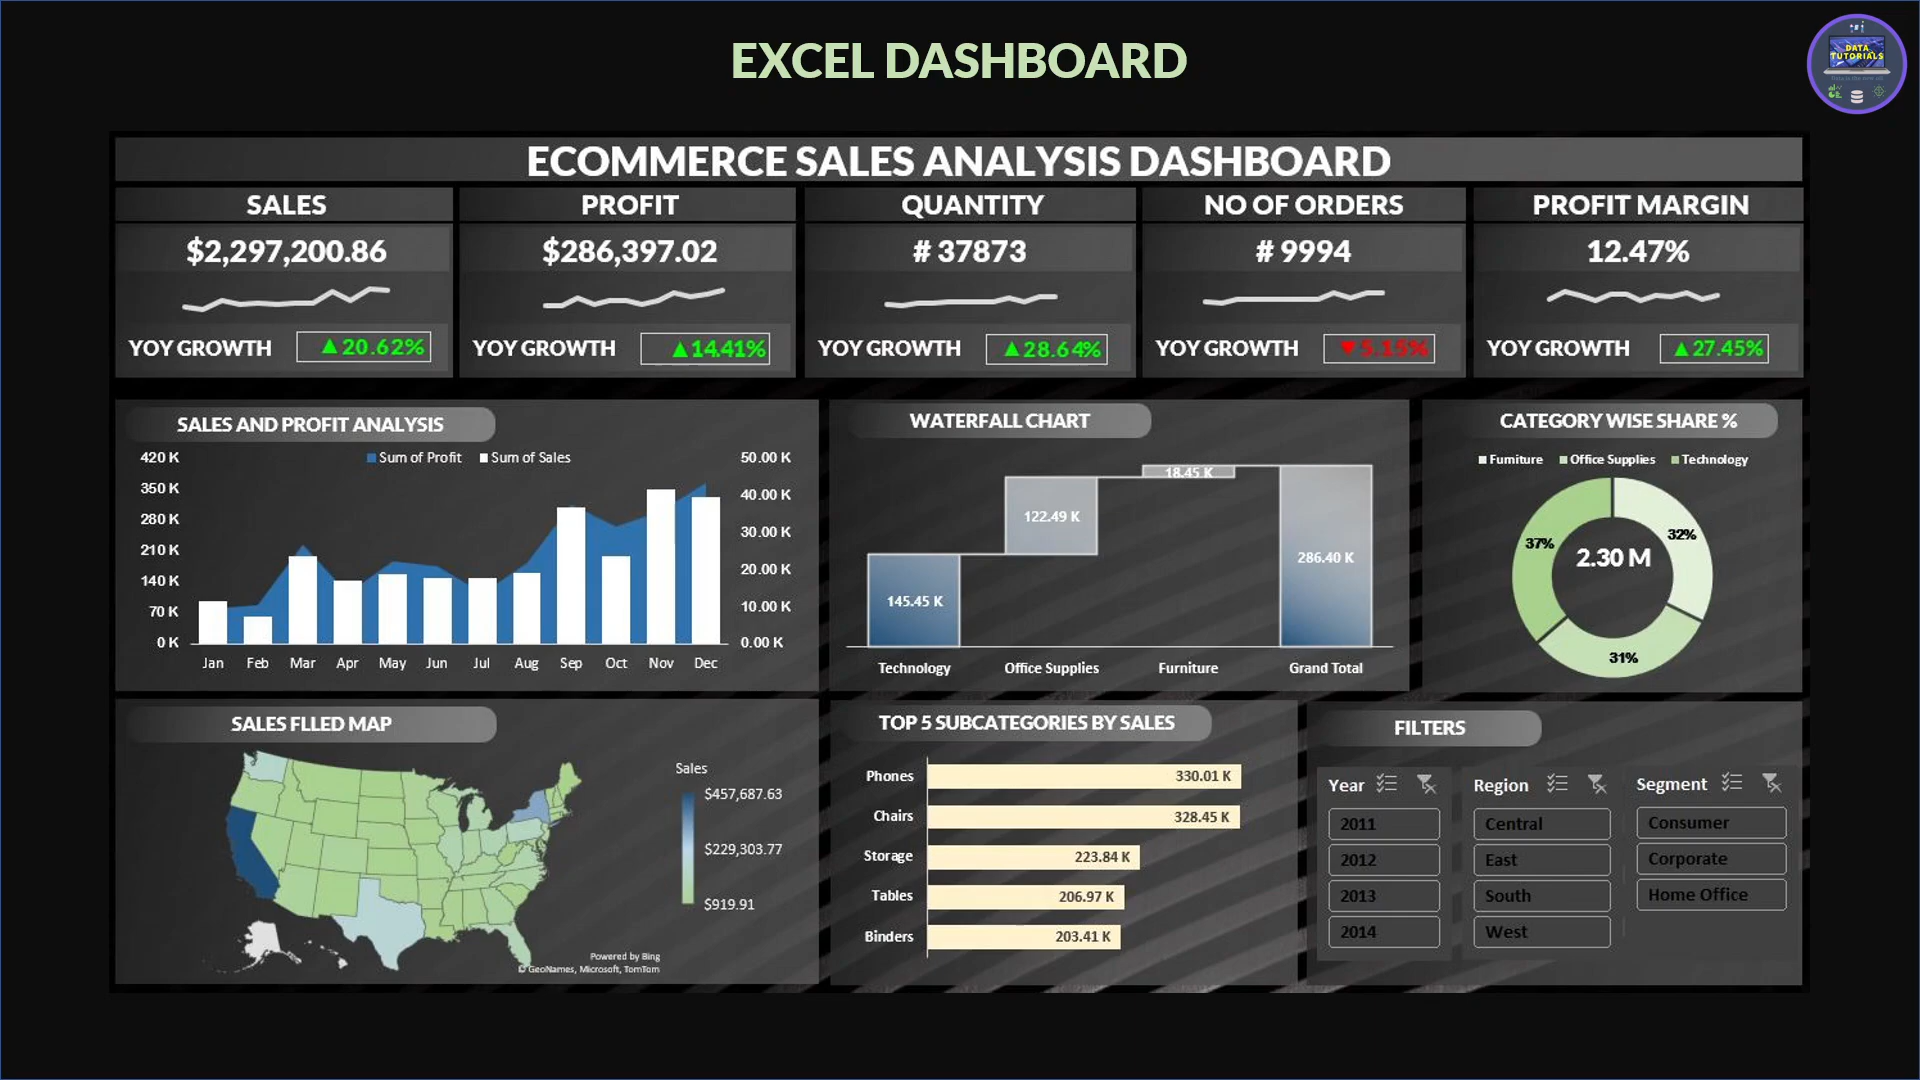 EXCEL DASHBOARD
DATA
TUTORIALS
ECOMMERCE SALES ANALYSIS DASHBOARD
SALES
$2,297,200.86
YOY GROWTH ▲20.62%
PROFIT
$286,397.02
YOY GROWTH ▲14.41%
QUANTITY
# 37873
YOY GROWTH ▲28.64%
NO OF ORDERS
# 9994
YOY GROWTH ▼5.15%
PROFIT MARGIN
12.47%
YOY GROWTH ▲27.45%
SALES AND PROFIT ANALYSIS
Sum of Profit Sum of Sales
420 K 50.00 K
350 K 40.00 K
280 K 30.00 K
210 K 20.00 K
140 K 10.00 K
70 K 0.00 K
0 K
Jan Feb Mar Apr May Jun Jul Aug Sep Oct Nov Dec
WATERFALL CHART
18.45 K
122.49 K
286.40 K
145.45 K
Technology Office Supplies Furniture Grand Total
CATEGORY WISE SHARE %
Furniture Office Supplies Technology
37% 32%
2.30 M
31%
SALES FLLED MAP
Sales
$457,687.63
$229,303.77
$919.91
Powered by Bing
© GeoNames, Microsoft, TomTom
TOP 5 SUBCATEGORIES BY SALES
Phones 330.01 K
Chairs 328.45 K
Storage 223.84 K
Tables 206.97 K
Binders 203.41 K
FILTERS
Year
2011
2012
2013
2014
Region
Central
East
South
West
Segment
Consumer
Corporate
Home Office